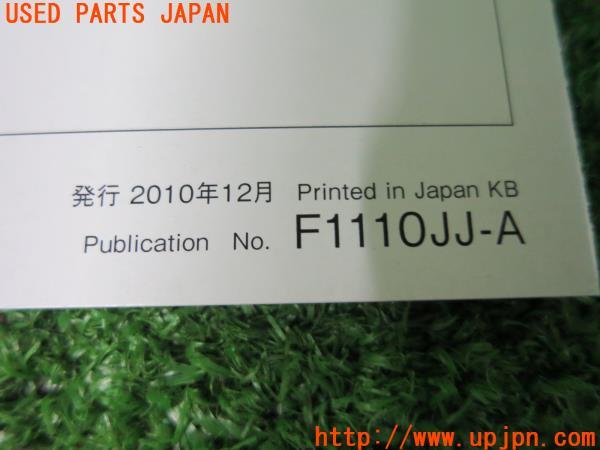 USED PARTS JAPAN
発行 2010年12月 Printed in Japan KB
Publication No. F1110JJ-A
http://www.upjpn.com